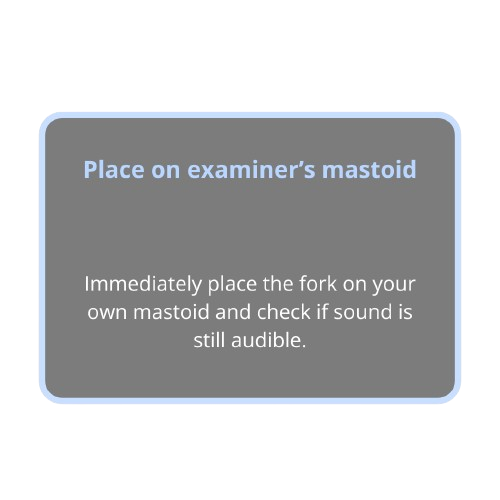 Place on examiner’s mastoid
Immediately place the fork on your
own mastoid and check if sound is
still audible.